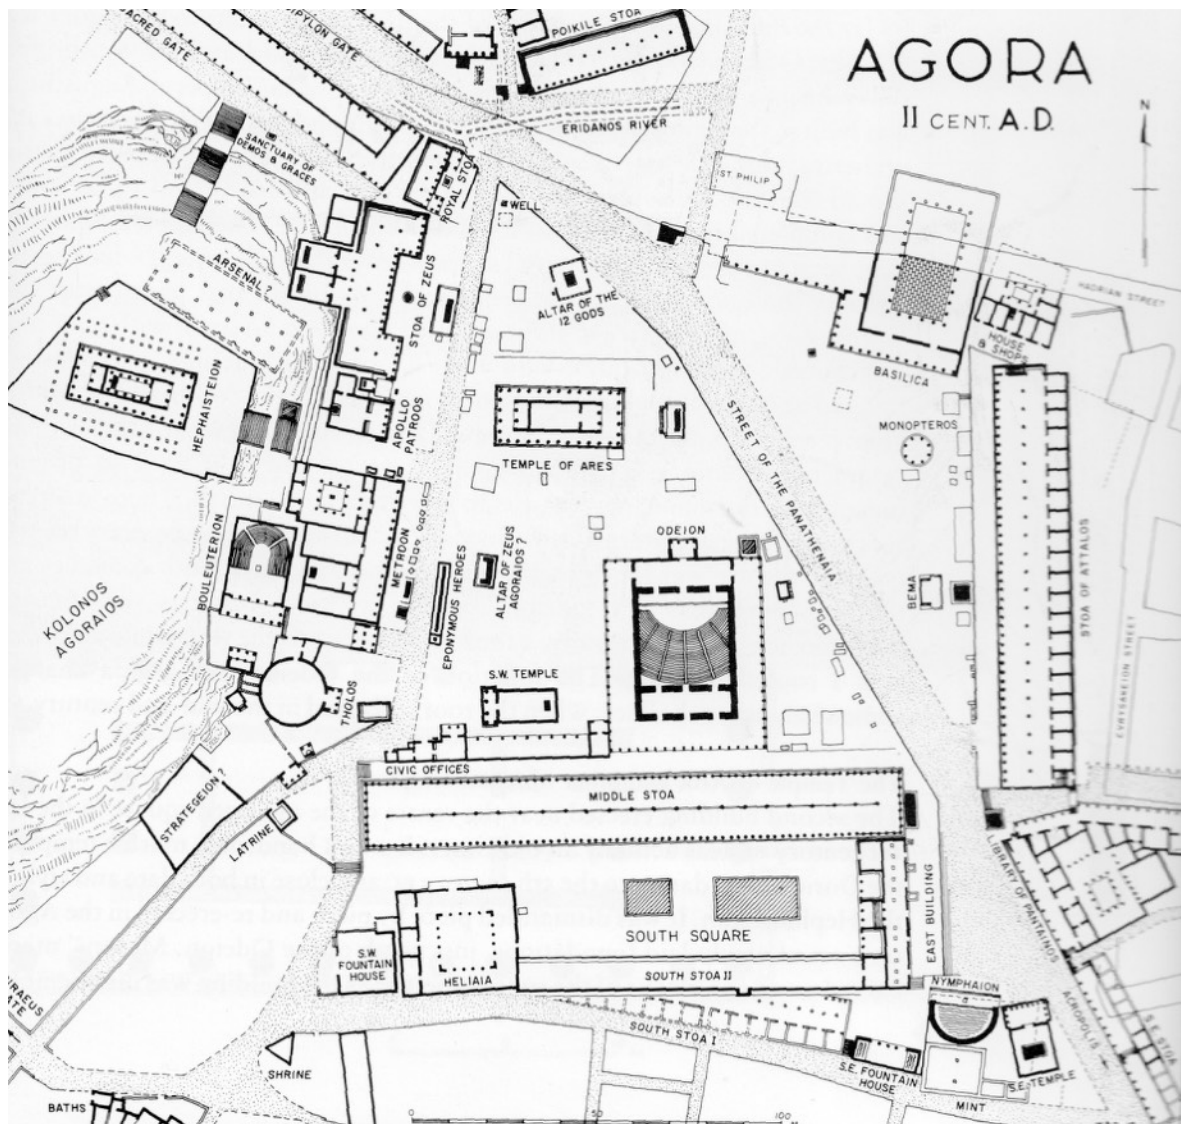 AGORA
II CENT. A.D.
N
SACRED GATE
DIPYLON GATE
POIKILE STOA
ERIDANOS RIVER
SANCTUARY OF
DEMOS & GRACES
ROYAL STOA
WELL
ST PHILIP
ARSENAL ?
STOA OF ZEUS
ALTAR OF THE
12 GODS
HADRIAN STREET
HOUSE
& SHOPS
BASILICA
HEPHAISTEION
APOLLO
PATROOS
TEMPLE OF ARES
STREET OF THE PANATHENAIA
MONOPTEROS
KOLONOS
AGORAIOS
BOULEUTERION
METROON
EPONYMOUS HEROES
ALTAR OF ZEUS
AGORAIOS ?
ODEION
BEMA
STOA OF ATTALOS
EVRYSAKEION STREET
THOLOS
S.W. TEMPLE
CIVIC OFFICES
STRATEGEION ?
LATRINE
MIDDLE STOA
LIBRARY OF PANTAINOS
EAST BUILDING
SOUTH SQUARE
S.W.
FOUNTAIN
HOUSE
HELIAIA
SOUTH STOA II
NYMPHAION
ACROPOLIS
S.E. STOA
SOUTH STOA I
S.E. FOUNTAIN
HOUSE
S.E. TEMPLE
MINT
SHRINE
BATHS
0 50 100